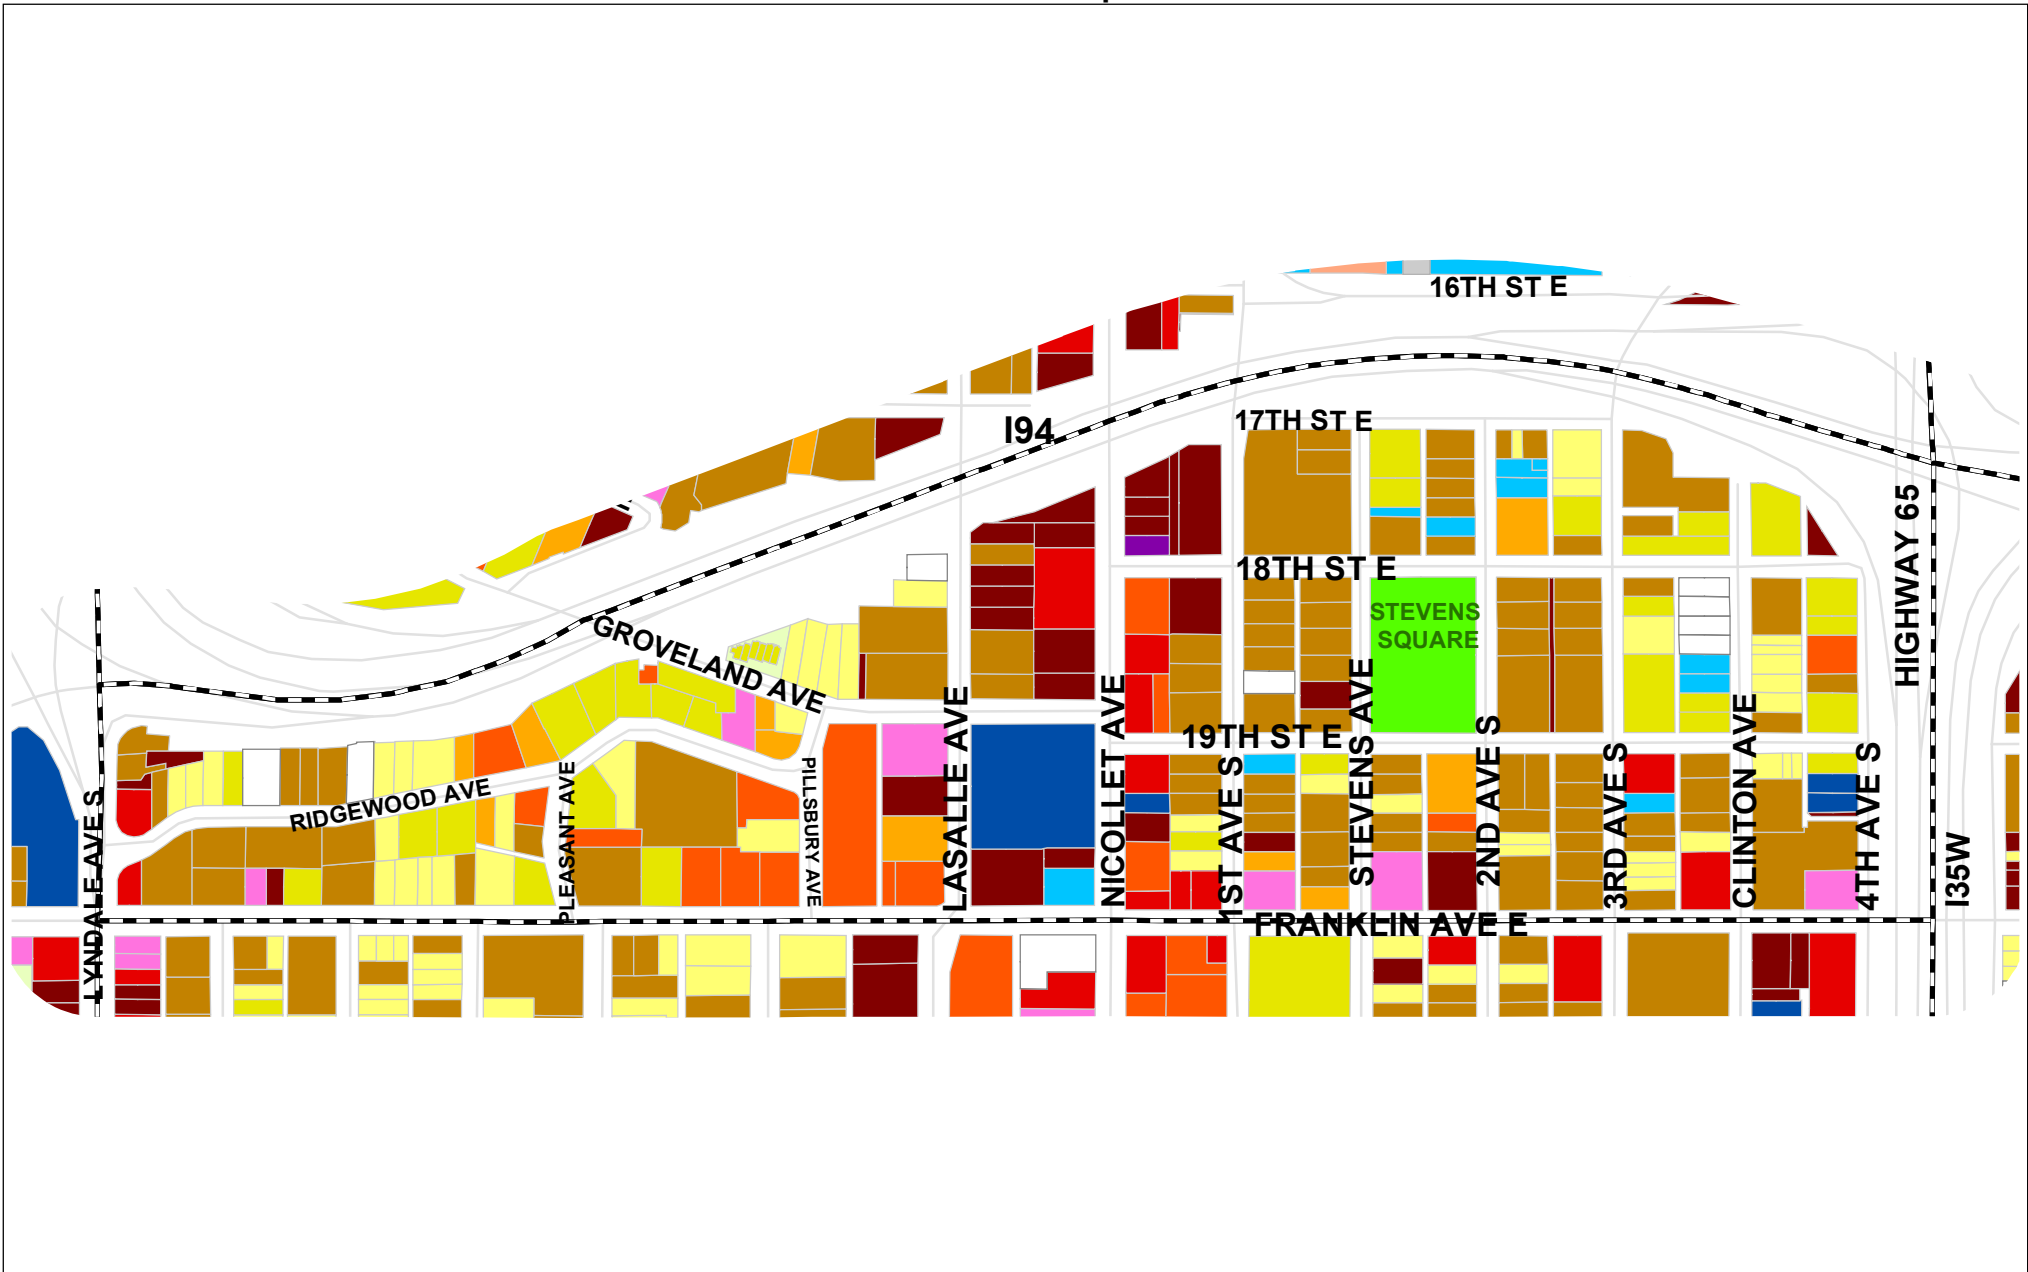 16TH ST E
17TH ST E
I94
HIGHWAY 65
18TH ST E
STEVENS
SQUARE
GROVELAND AVE
19TH ST E
RIDGEWOOD AVE
LYNDALE AVE S
PLEASANT AVE
PILLSBURY AVE
LASALLE AVE
NICOLLET AVE
1ST AVE S
STEVENS AVE
2ND AVE S
3RD AVE S
CLINTON AVE
4TH AVE S
I35W
FRANKLIN AVE E